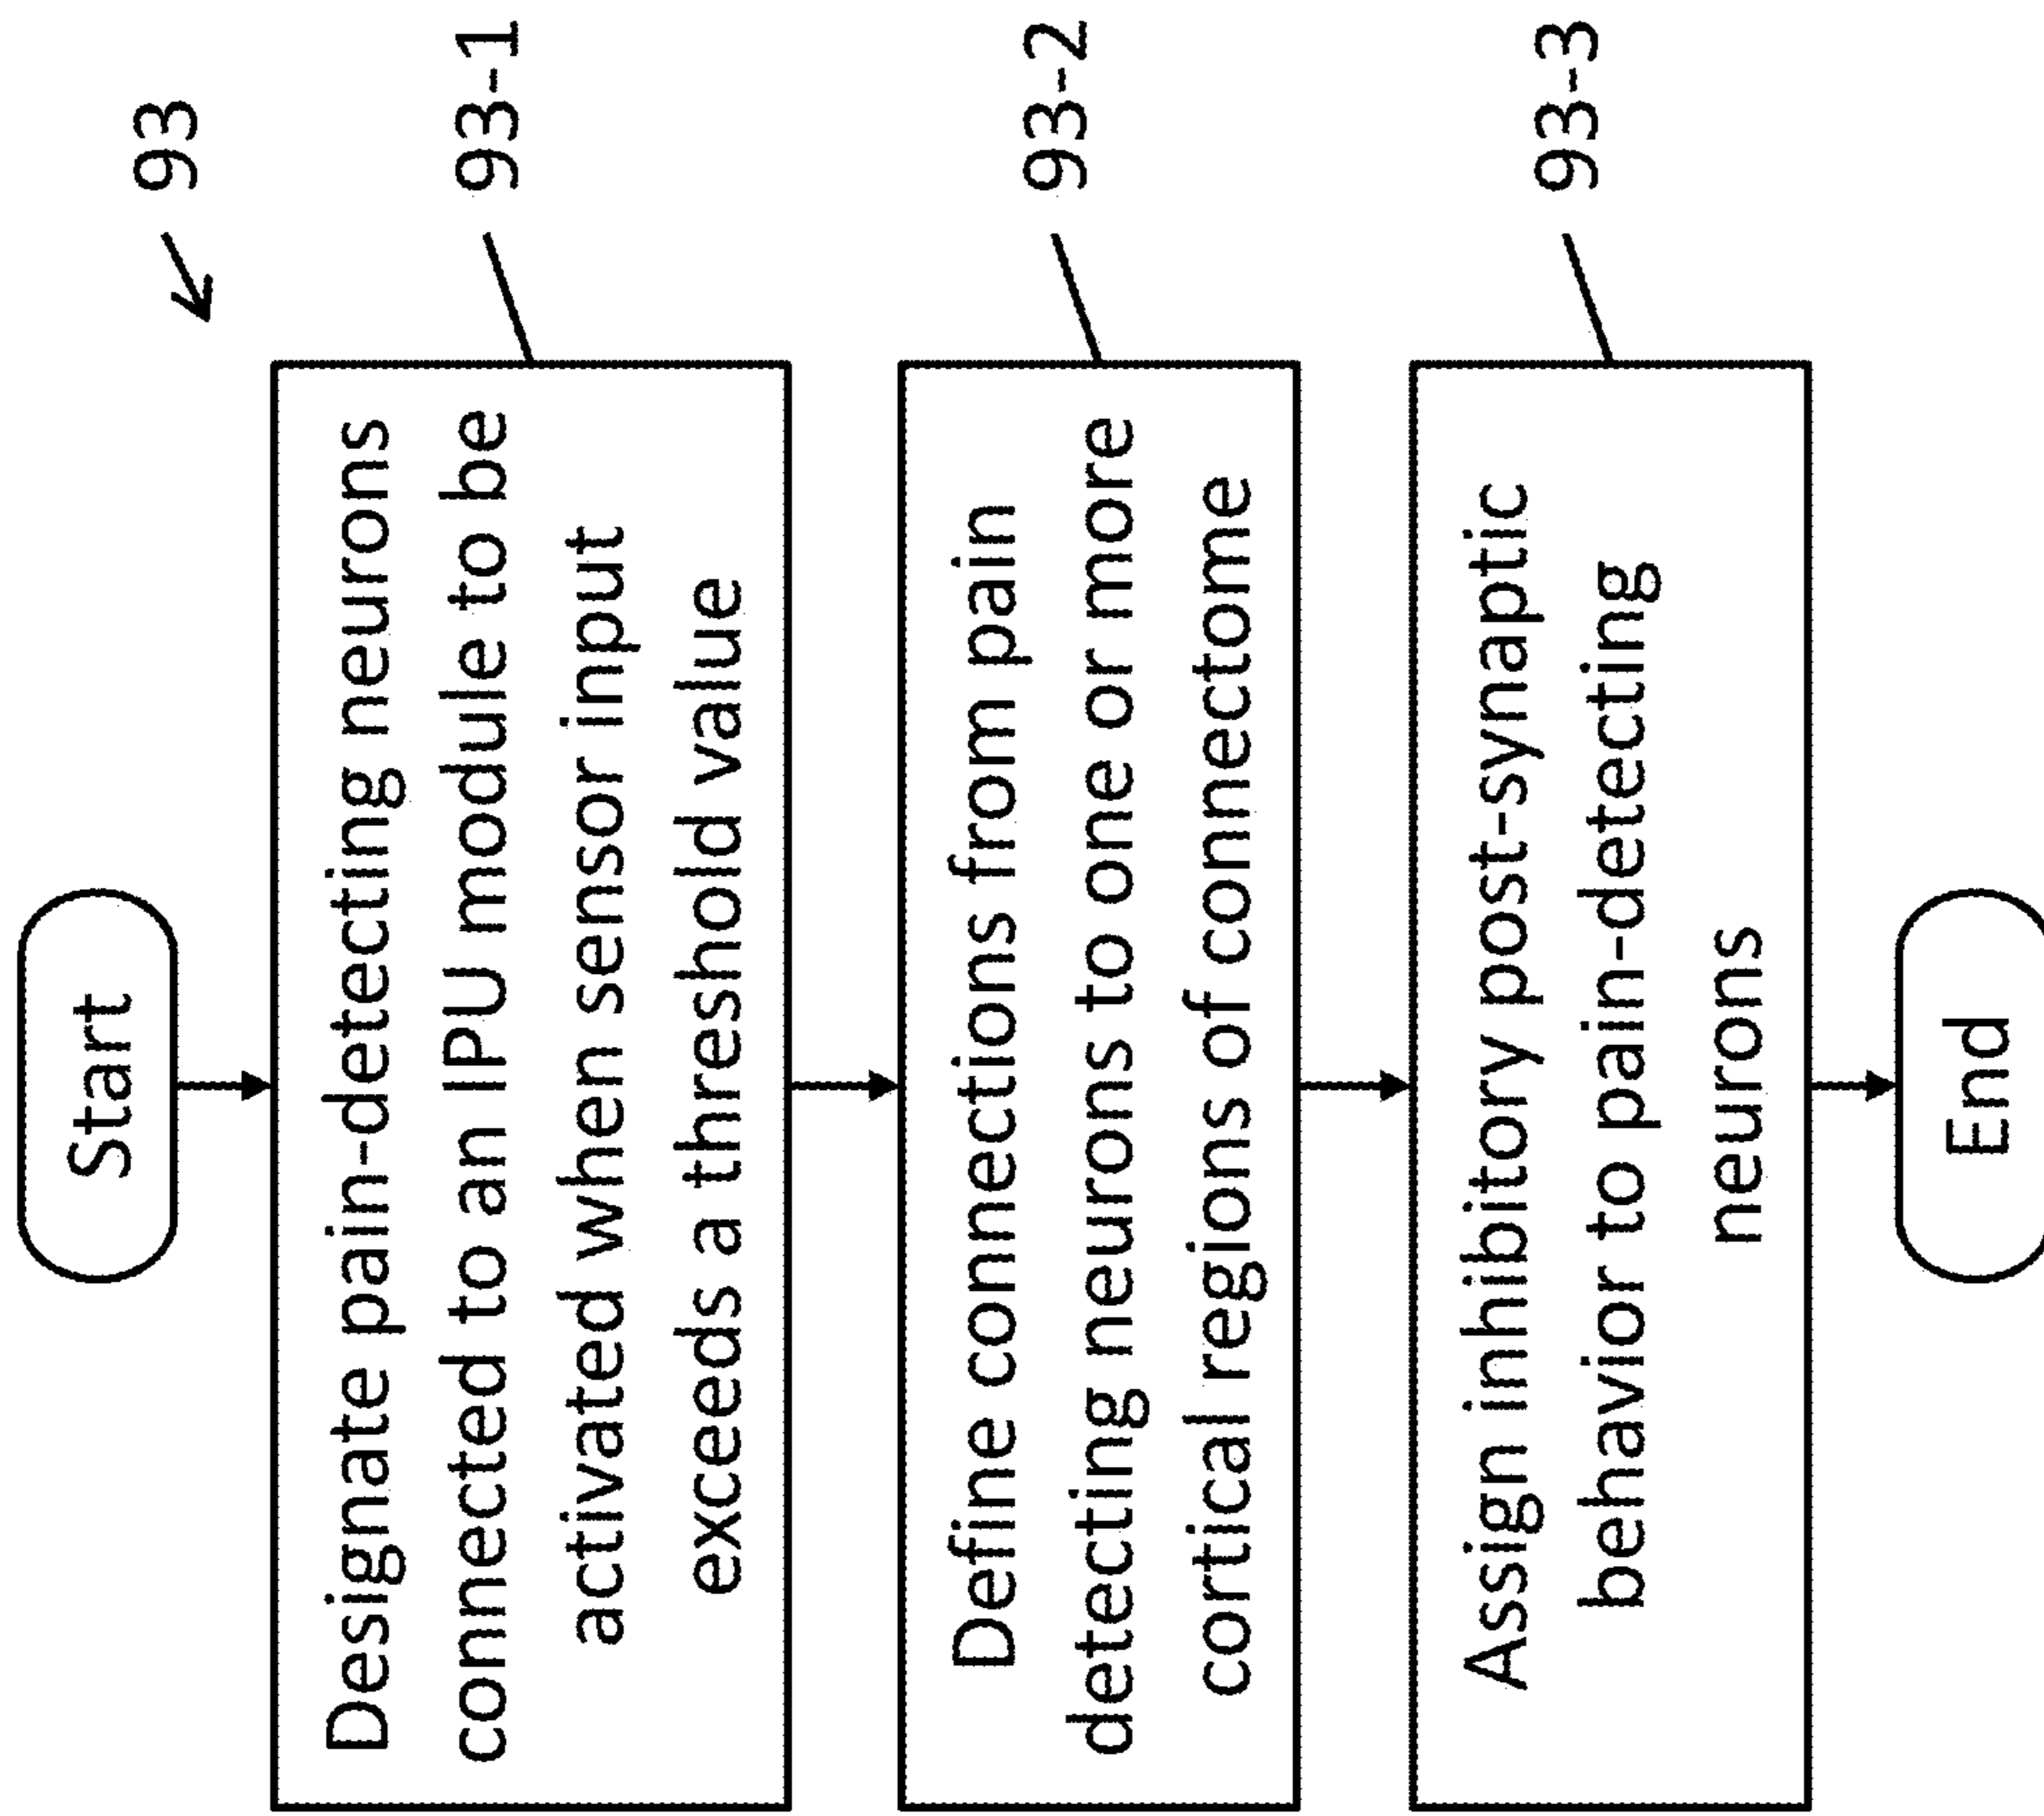 93
Start
Designate pain-detecting neurons
connected to an IPU module to be
activated when sensor input
exceeds a threshold value
93-1
Define connections from pain
detecting neurons to one or more
cortical regions of connectome
93-2
Assign inhibitory post-synaptic
behavior to pain-detecting
neurons
93-3
End